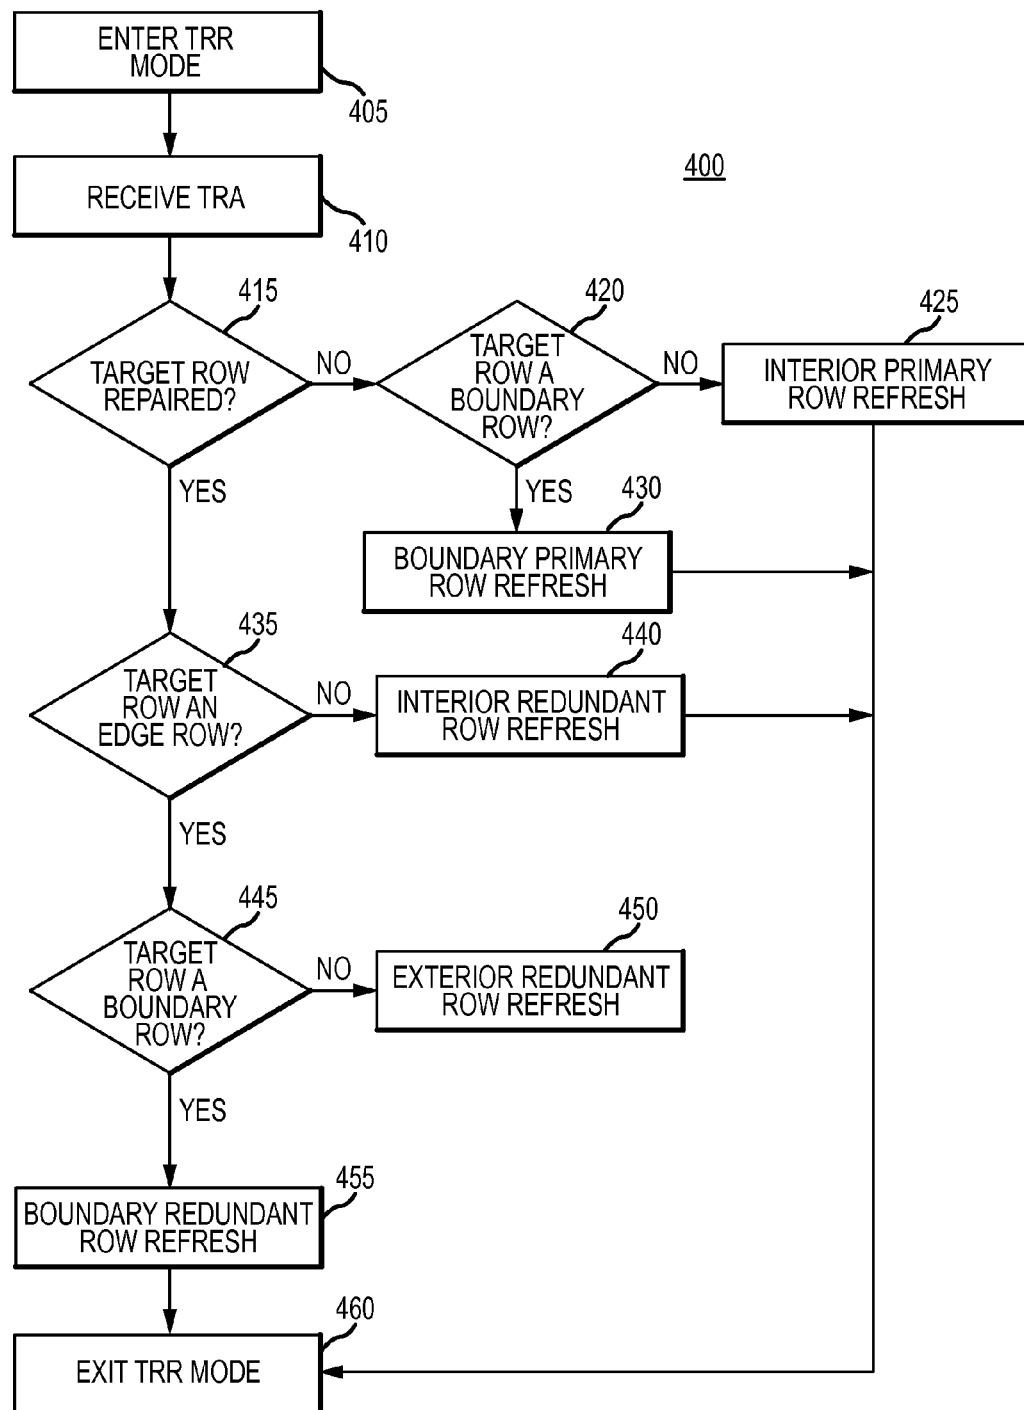 ENTER TRR
MODE
405
RECEIVE TRA
410
400
415
TARGET ROW
REPAIRED?
NO
YES
420
TARGET
ROW A
BOUNDARY
ROW?
NO
YES
425
INTERIOR PRIMARY
ROW REFRESH
430
BOUNDARY PRIMARY
ROW REFRESH
435
TARGET
ROW AN
EDGE ROW?
NO
YES
440
INTERIOR REDUNDANT
ROW REFRESH
445
TARGET
ROW A
BOUNDARY
ROW?
NO
YES
450
EXTERIOR REDUNDANT
ROW REFRESH
455
BOUNDARY REDUNDANT
ROW REFRESH
460
EXIT TRR MODE